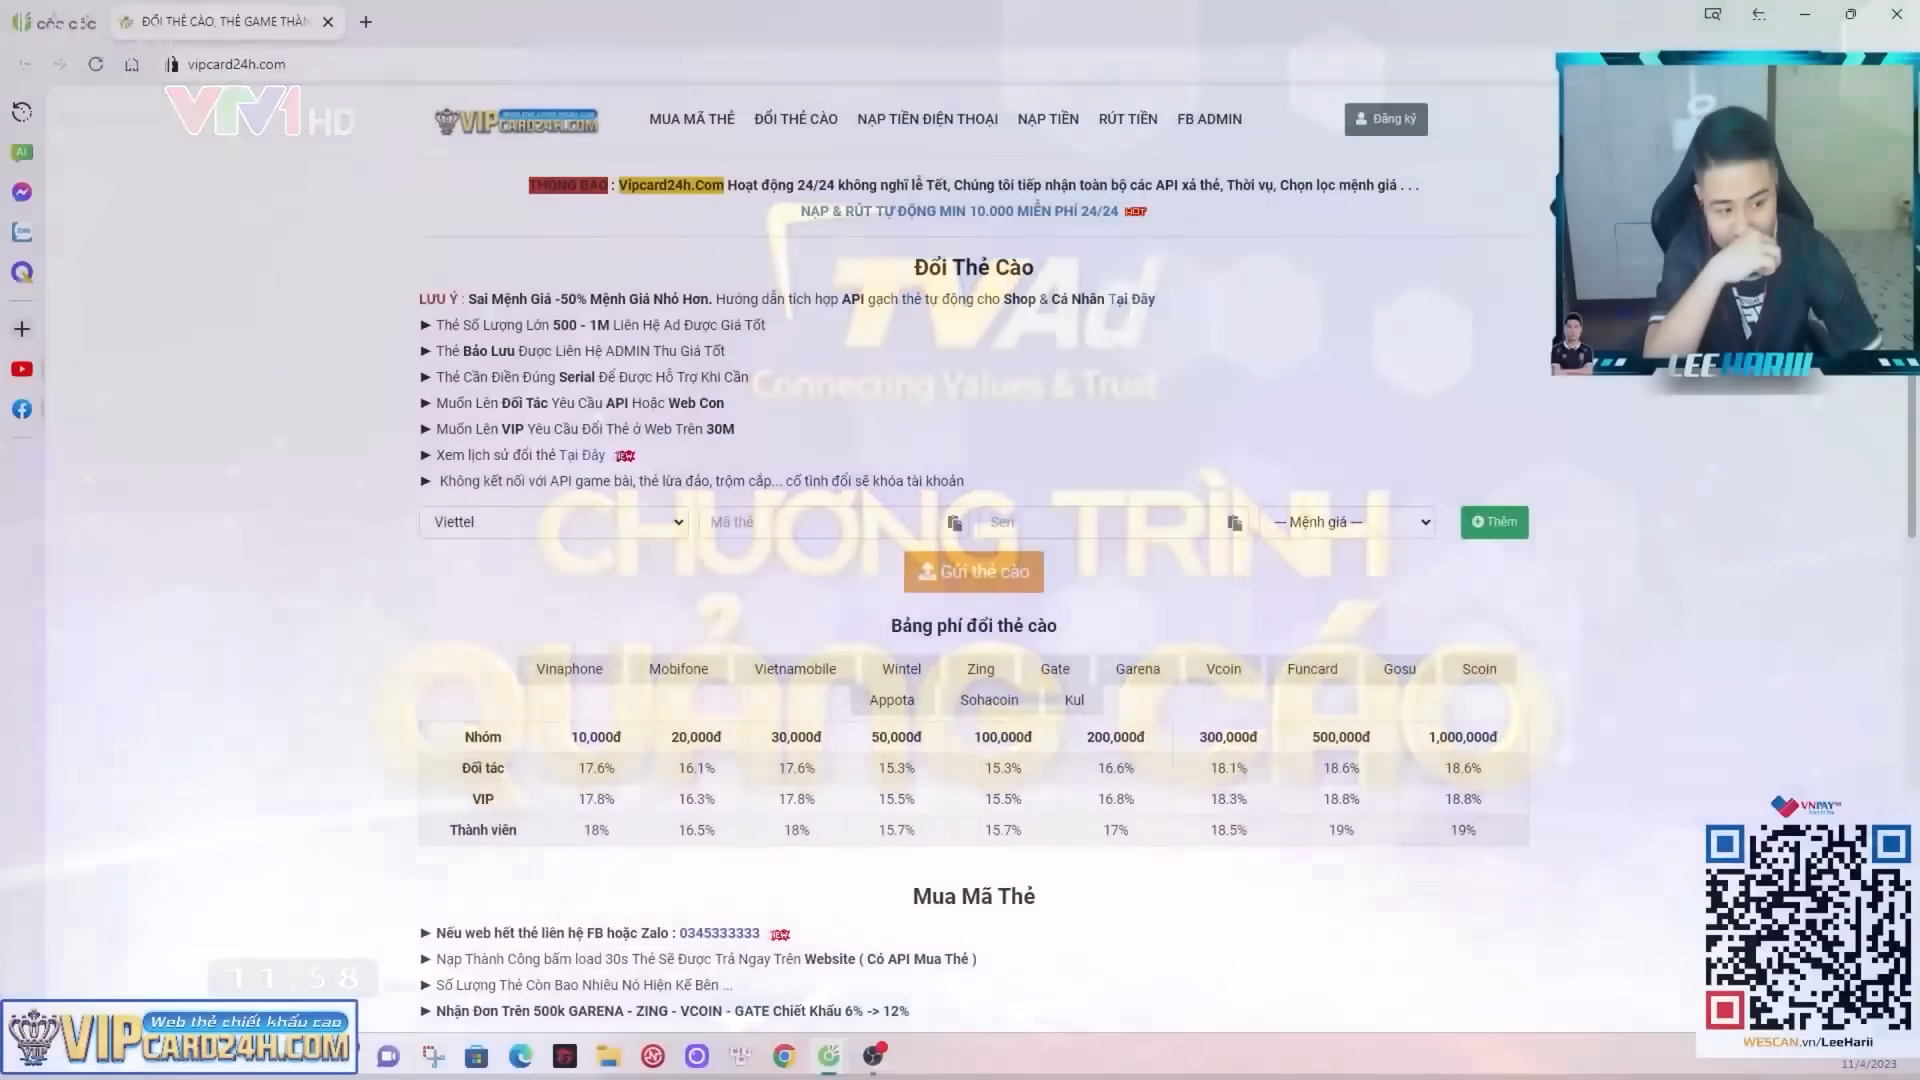 cốc cốc
ĐỔI THẺ CÀO, THẺ GAME THÀN
vipcard24h.com
VTV1 HD
VIPCARD24H.COM
MUA MÃ THẺ ĐỔI THẺ CÀO NẠP TIỀN ĐIỆN THOẠI NẠP TIỀN RÚT TIỀN FB ADMIN
Đăng ký
THÔNG BÁO : Vipcard24h.Com Hoạt động 24/24 không nghĩ lễ Tết, Chúng tôi tiếp nhận toàn bộ các API xả thẻ, Thời vụ, Chọn lọc mệnh giá . . .
NẠP & RÚT TỰ ĐỘNG MIN 10.000 MIỄN PHÍ 24/24 HOT
TVAd
Connecting Values & Trust
Đổi Thẻ Cào
LƯU Ý : Sai Mệnh Giá -50% Mệnh Giá Nhỏ Hơn. Hướng dẫn tích hợp API gạch thẻ tự động cho Shop & Cá Nhân Tại Đây
► Thẻ Số Lượng Lớn 500 - 1M Liên Hệ Ad Được Giá Tốt
► Thẻ Bảo Lưu Được Liên Hệ ADMIN Thu Giá Tốt
► Thẻ Cần Điền Đúng Serial Để Được Hỗ Trợ Khi Cần
► Muốn Lên Đối Tác Yêu Cầu API Hoặc Web Con
► Muốn Lên VIP Yêu Cầu Đổi Thẻ ở Web Trên 30M
► Xem lịch sử đổi thẻ Tại Đây NEW
► Không kết nối với API game bài, thẻ lừa đảo, trộm cắp... cố tình đổi sẽ khóa tài khoản
LEEHARIII
CHƯƠNG TRÌNH
QUẢNG CÁO
Viettel Mã thẻ Seri --- Mệnh giá --- Thêm
Gửi thẻ cào
Bảng phí đổi thẻ cào
Vinaphone Mobifone Vietnamobile Wintel Zing Gate Garena Vcoin Funcard Gosu Scoin
Appota Sohacoin Kul
Nhóm 10,000đ 20,000đ 30,000đ 50,000đ 100,000đ 200,000đ 300,000đ 500,000đ 1,000,000đ
Đối tác 17.6% 16.1% 17.6% 15.3% 15.3% 16.6% 18.1% 18.6% 18.6%
VIP 17.8% 16.3% 17.8% 15.5% 15.5% 16.8% 18.3% 18.8% 18.8%
Thành viên 18% 16.5% 18% 15.7% 15.7% 17% 18.5% 19% 19%
Mua Mã Thẻ
► Nếu web hết thẻ liên hệ FB hoặc Zalo : 0345333333 NEW
► Nạp Thành Công bấm load 30s Thẻ Sẽ Được Trả Ngay Trên Website ( Có API Mua Thẻ )
► Số Lượng Thẻ Còn Bao Nhiêu Nó Hiện Kế Bên ...
► Nhận Đơn Trên 500k GARENA - ZING - VCOIN - GATE Chiết Khấu 6% -> 12%
11.58
Web thẻ chiết khấu cao
VIPCARD24H.COM
VNPAY
WESCAN.vn/LeeHarii
11/4/2023